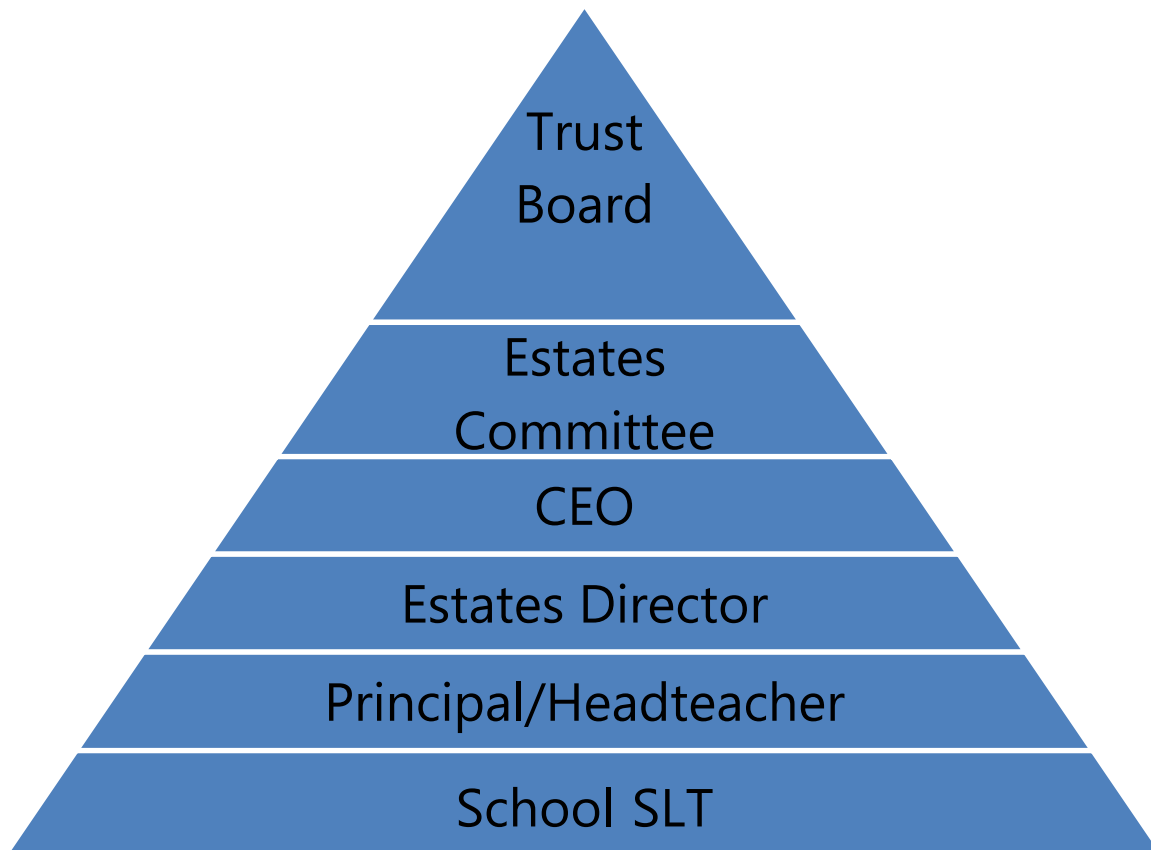 Trust
Board
Estates
Committee
CEO
Estates Director
Principal/Headteacher
School SLT